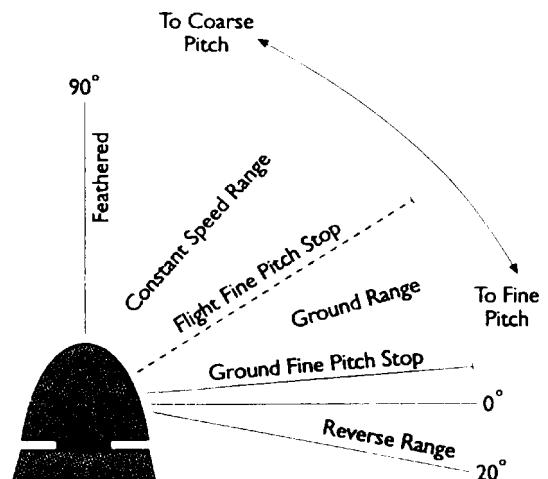 To Coarse
Pitch
90°
Feathered
Constant Speed Range
Flight Fine Pitch Stop
Ground Range
To Fine
Pitch
Ground Fine Pitch Stop
0°
Reverse Range
20°